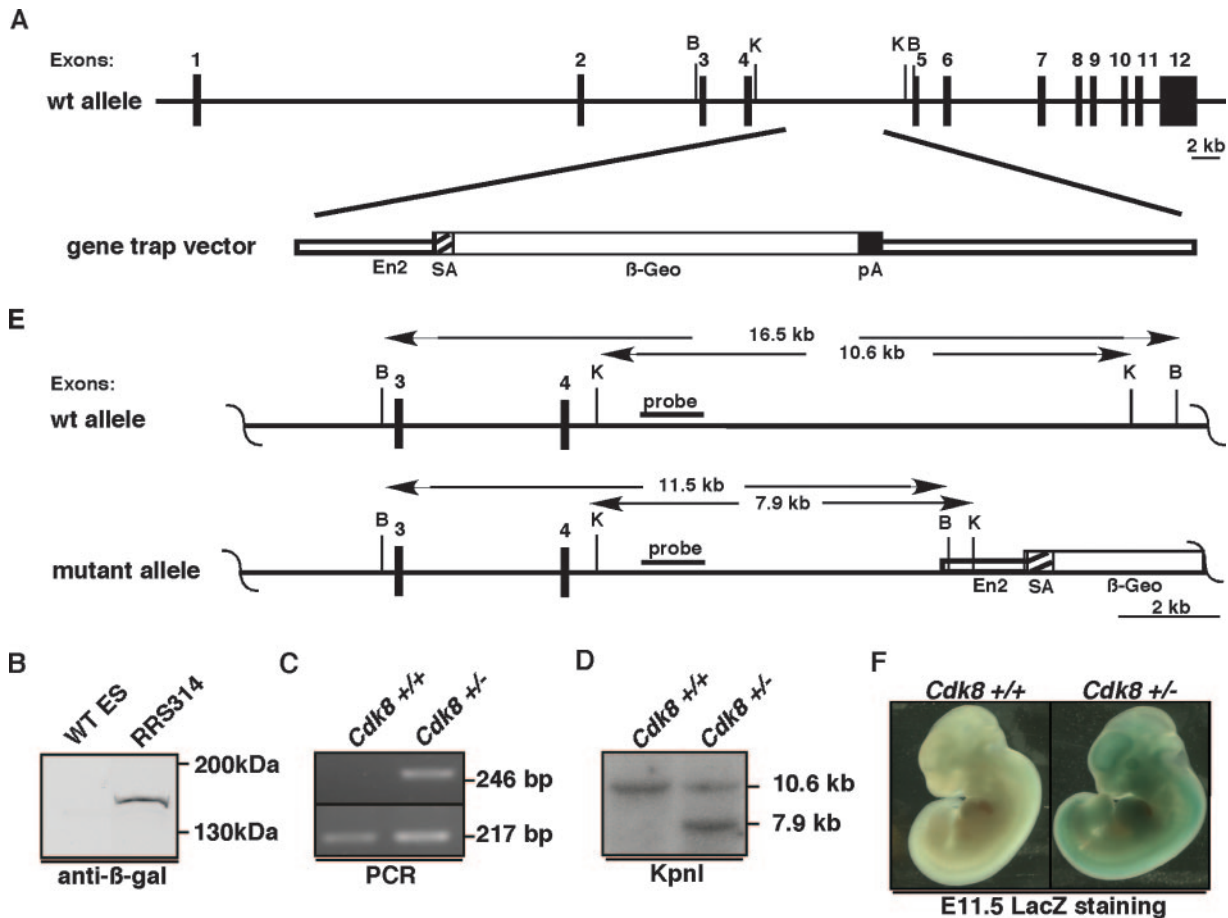 A
Exons:
1 2 B 3 4 K K B 5 6 7 8 9 10 11 12
wt allele
2 kb
gene trap vector
En2 SA ß-Geo pA
E
16.5 kb
10.6 kb
Exons:
B 3 4 K K B
probe
wt allele
11.5 kb
7.9 kb
B 3 4 K B K
probe
mutant allele
En2 SA ß-Geo
2 kb
B
WT ES RRS314
200kDa
130kDa
anti-ß-gal
C
Cdk8 +/+ Cdk8 +/-
246 bp
217 bp
PCR
D
Cdk8 +/+ Cdk8 +/-
10.6 kb
7.9 kb
KpnI
F
Cdk8 +/+ Cdk8 +/-
E11.5 LacZ staining